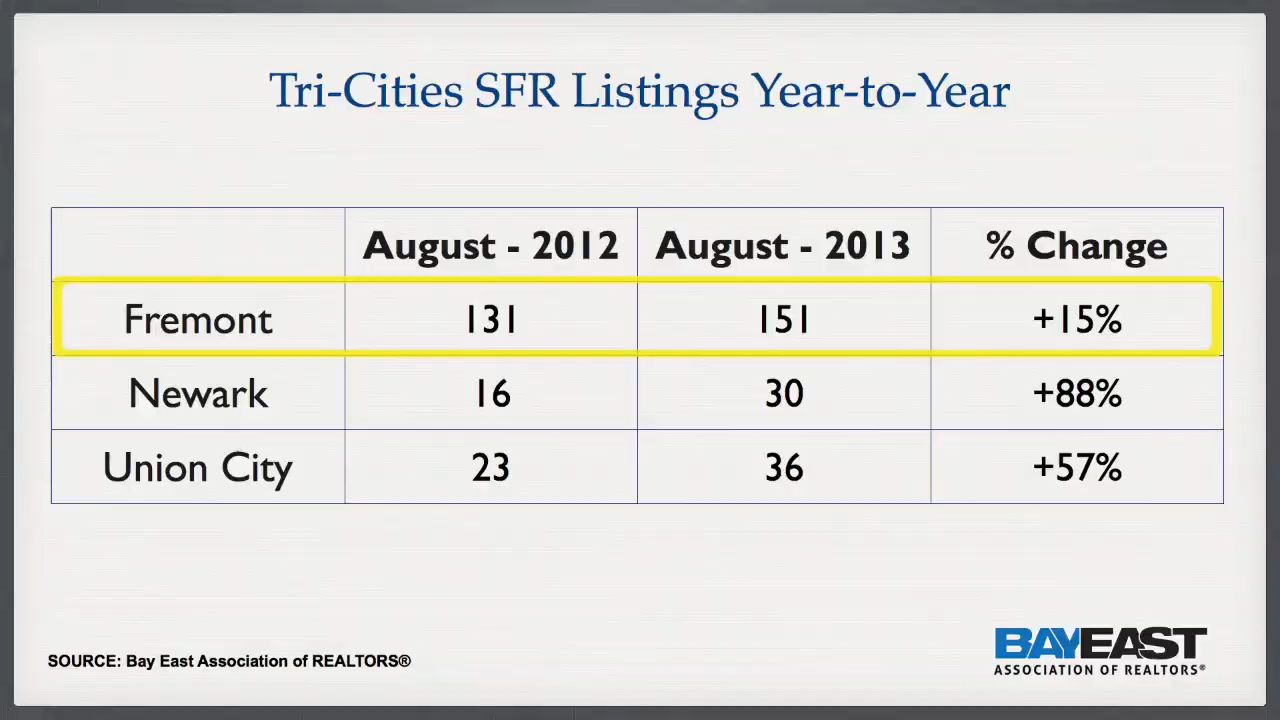 Tri-Cities SFR Listings Year-to-Year
August - 2012 August - 2013 % Change
Fremont 131 151 +15%
Newark 16 30 +88%
Union City 23 36 +57%
SOURCE: Bay East Association of REALTORS®
BAYEAST
ASSOCIATION OF REALTORS®